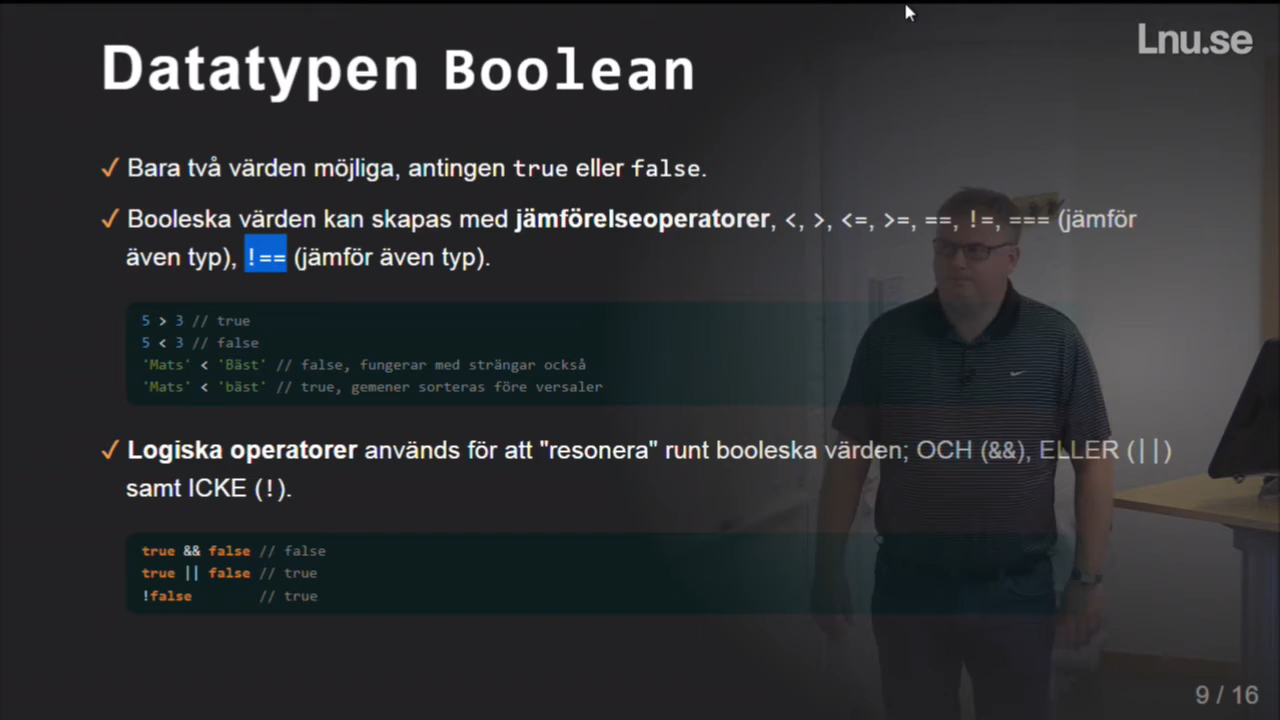 Lnu.se
Datatypen Boolean
✓ Bara två värden möjliga, antingen true eller false.
✓ Booleska värden kan skapas med jämförelseoperatorer, <, >, <=, >=, ==, !=, === (jämför
även typ), !== (jämför även typ).
5 > 3 // true
5 < 3 // false
'Mats' < 'Bäst' // false, fungerar med strängar också
'Mats' < 'bäst' // true, gemener sorteras före versaler
✓ Logiska operatorer används för att "resonera" runt booleska värden; OCH (&&), ELLER (||)
samt ICKE (!).
true && false // false
true || false // true
!false // true
9 / 16